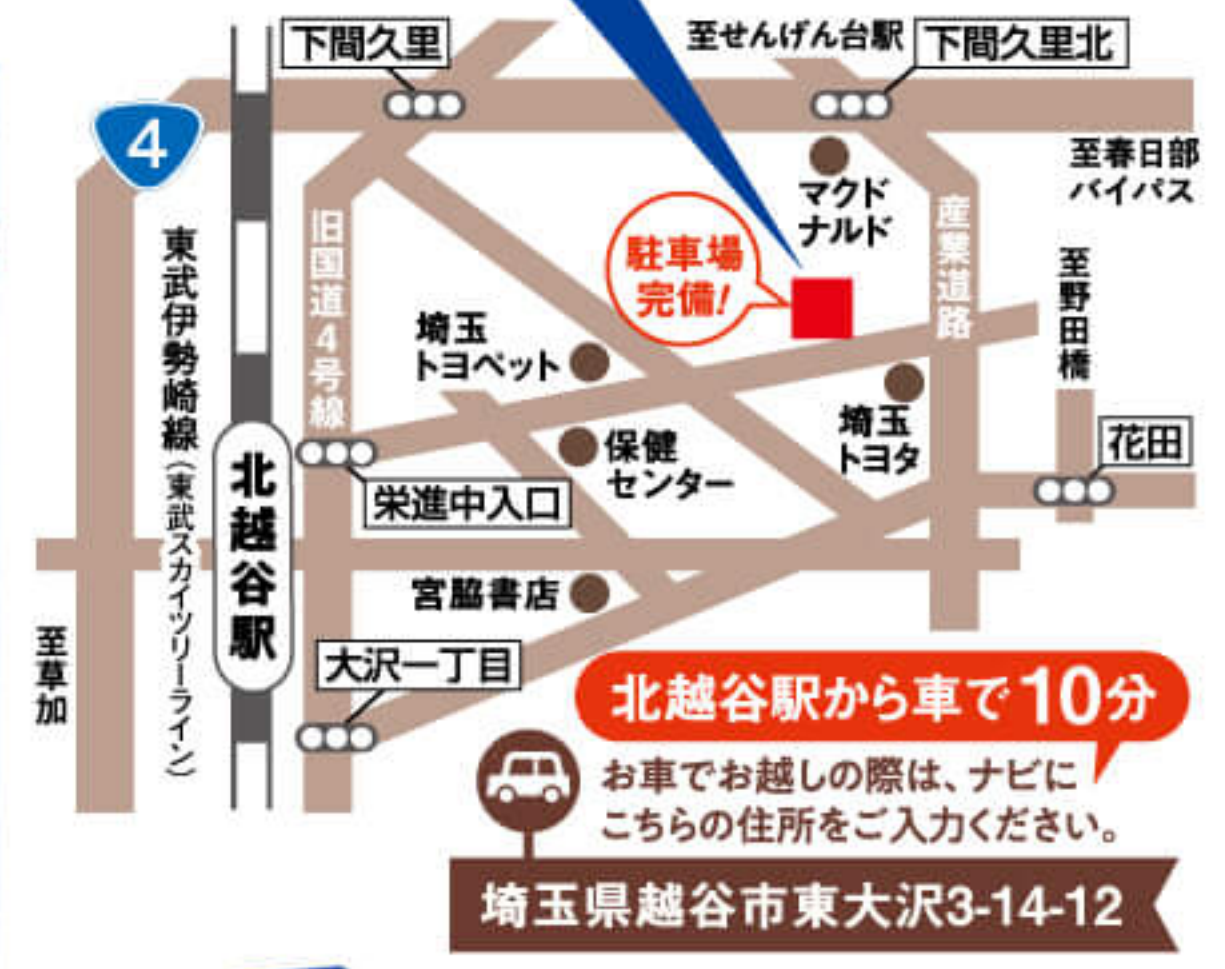 下間久里
至せんげん台駅
下間久里北
4
至春日部
バイパス
マクド
ナルド
駐車場
完備!
産業道路
至野田橋
旧国道4号線
東武伊勢崎線(東武スカイツリーライン)
埼玉
トヨペット
埼玉
トヨタ
花田
保健
センター
栄進中入口
北越谷駅
宮脇書店
至草加
大沢一丁目
北越谷駅から車で10分
お車でお越しの際は、ナビに
こちらの住所をご入力ください。
埼玉県越谷市東大沢3-14-12